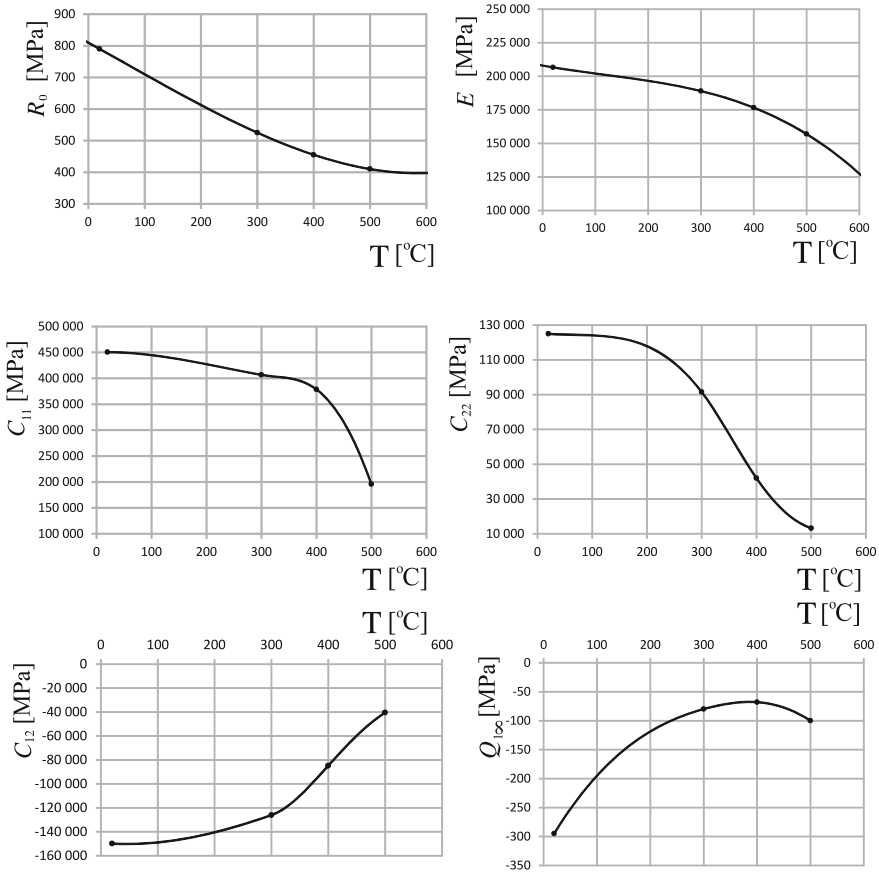 R₀ [MPa]
900
800
700
600
500
400
300
0 100 200 300 400 500 600
T [°C]
E [MPa]
250 000
225 000
200 000
175 000
150 000
125 000
100 000
0 100 200 300 400 500 600
T [°C]
C₁₁ [MPa]
500 000
450 000
400 000
350 000
300 000
250 000
200 000
150 000
100 000
0 100 200 300 400 500 600
T [°C]
C₂₂ [MPa]
130 000
110 000
90 000
70 000
50 000
30 000
10 000
0 100 200 300 400 500 600
T [°C]
T [°C]
0 100 200 300 400 500 600
C₁₂ [MPa]
0
-20 000
-40 000
-60 000
-80 000
-100 000
-120 000
-140 000
-160 000
T [°C]
0 100 200 300 400 500 600
Q₁∞ [MPa]
0
-50
-100
-150
-200
-250
-300
-350